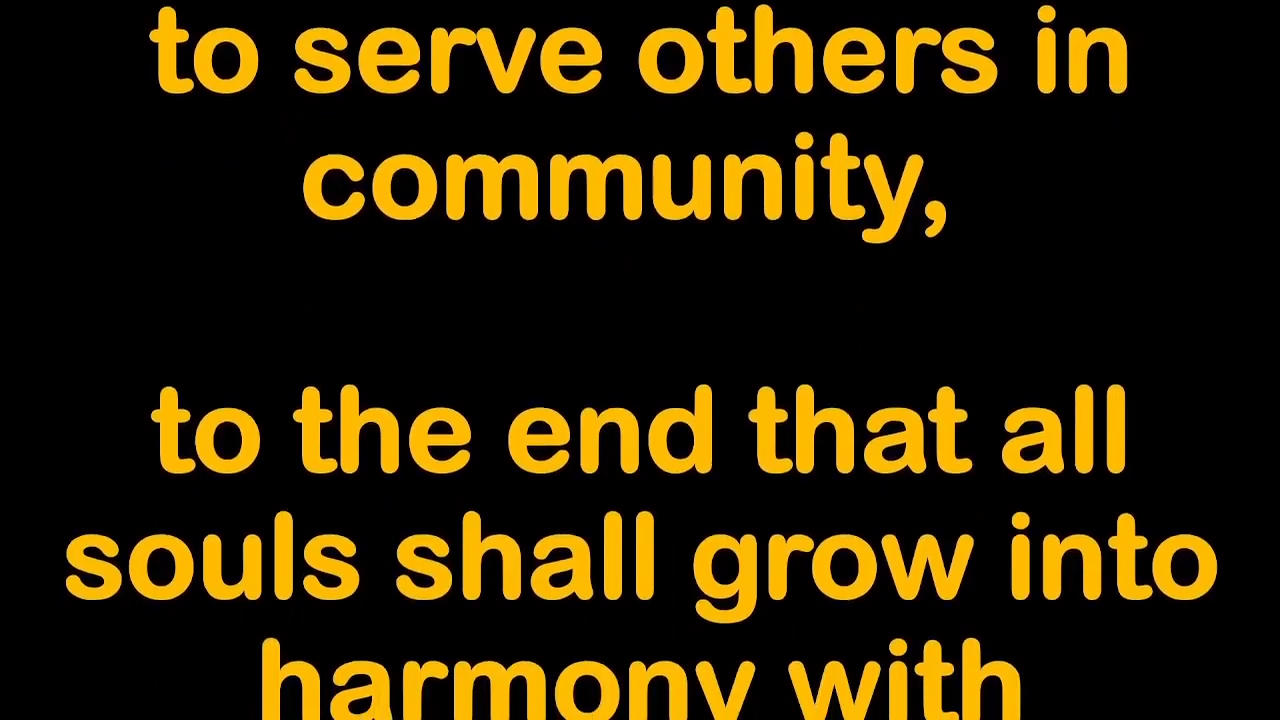 to serve others in
community,
to the end that all
souls shall grow into
harmony with